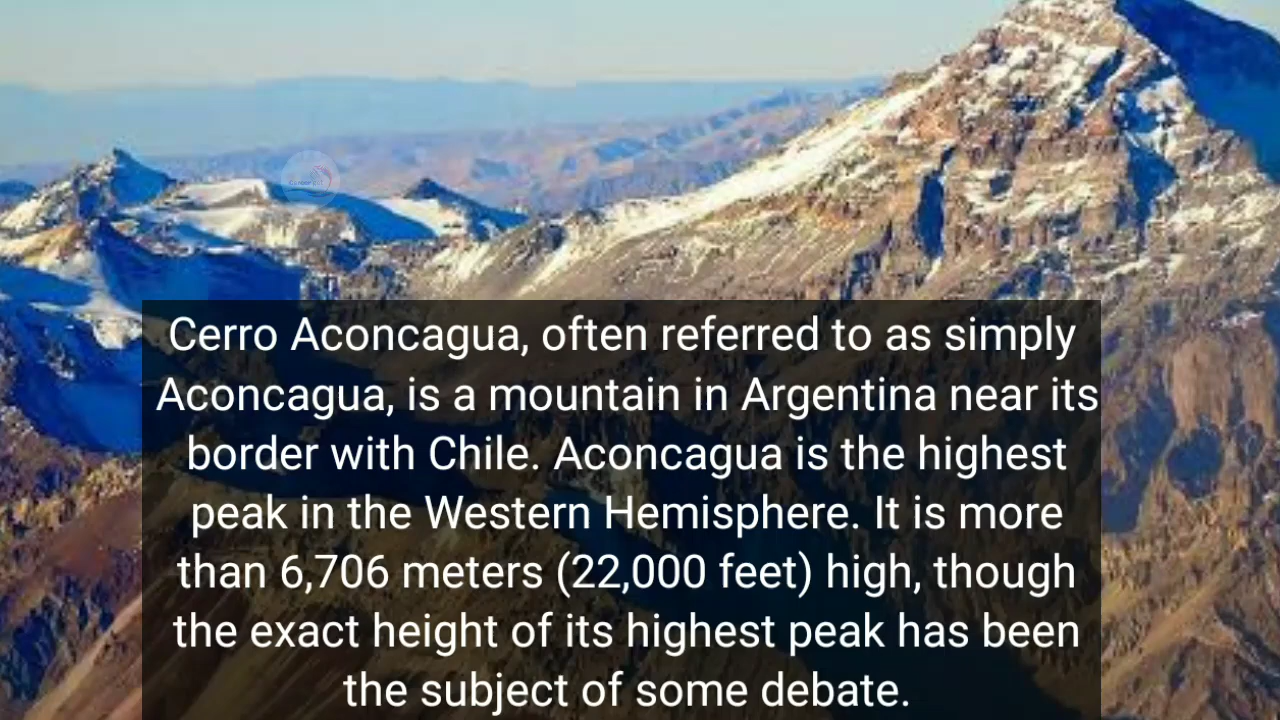 Cerro Aconcagua, often referred to as simply
Aconcagua, is a mountain in Argentina near its
border with Chile. Aconcagua is the highest
peak in the Western Hemisphere. It is more
than 6,706 meters (22,000 feet) high, though
the exact height of its highest peak has been
the subject of some debate.